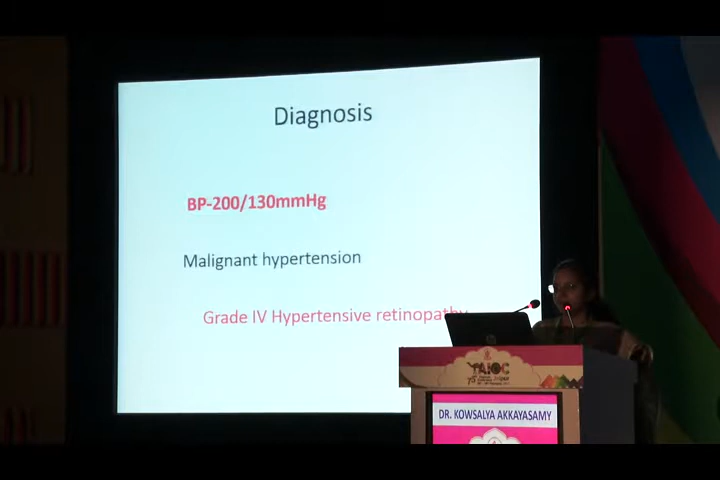 Diagnosis
BP-200/130mmHg
Malignant hypertension
Grade IV Hypertensive retinopathy
AIOC
DR. KOWSALYA AKKAYASAMY